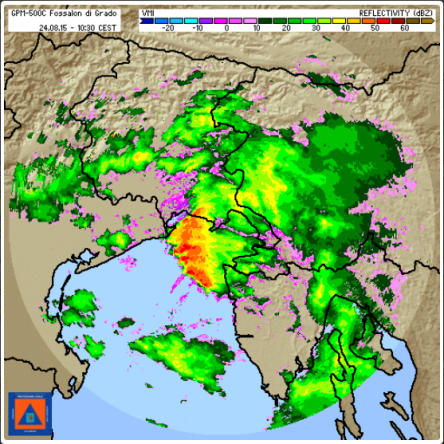 GPM-500C Fossalon di Grado
24.08.15 - 10:30 CEST
VMI REFLECTIVITY (dBZ)
-20 -10 0 10 20 30 40 50 60